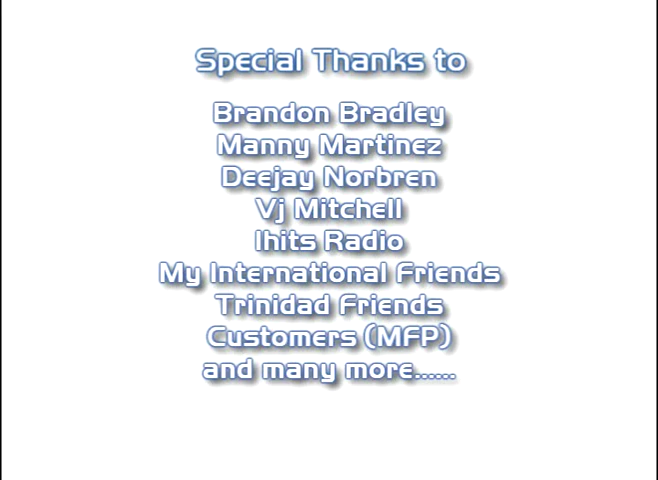 Special Thanks to
Brandon Bradley
Manny Martinez
Deejay Norbren
Vj Mitchell
Ihits Radio
My International Friends
Trinidad Friends
Customers (MFP)
and many more......